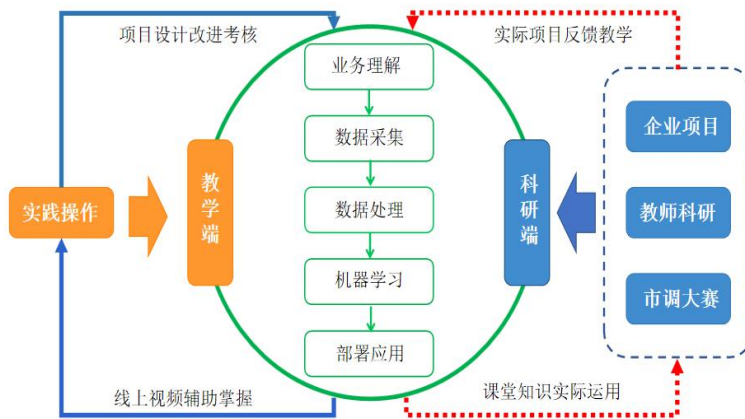 项目设计改进考核
实际项目反馈教学
业务理解
数据采集
数据处理
机器学习
部署应用
实践操作
教学端
科研端
企业项目
教师科研
市调大赛
线上视频辅助掌握
课堂知识实际运用